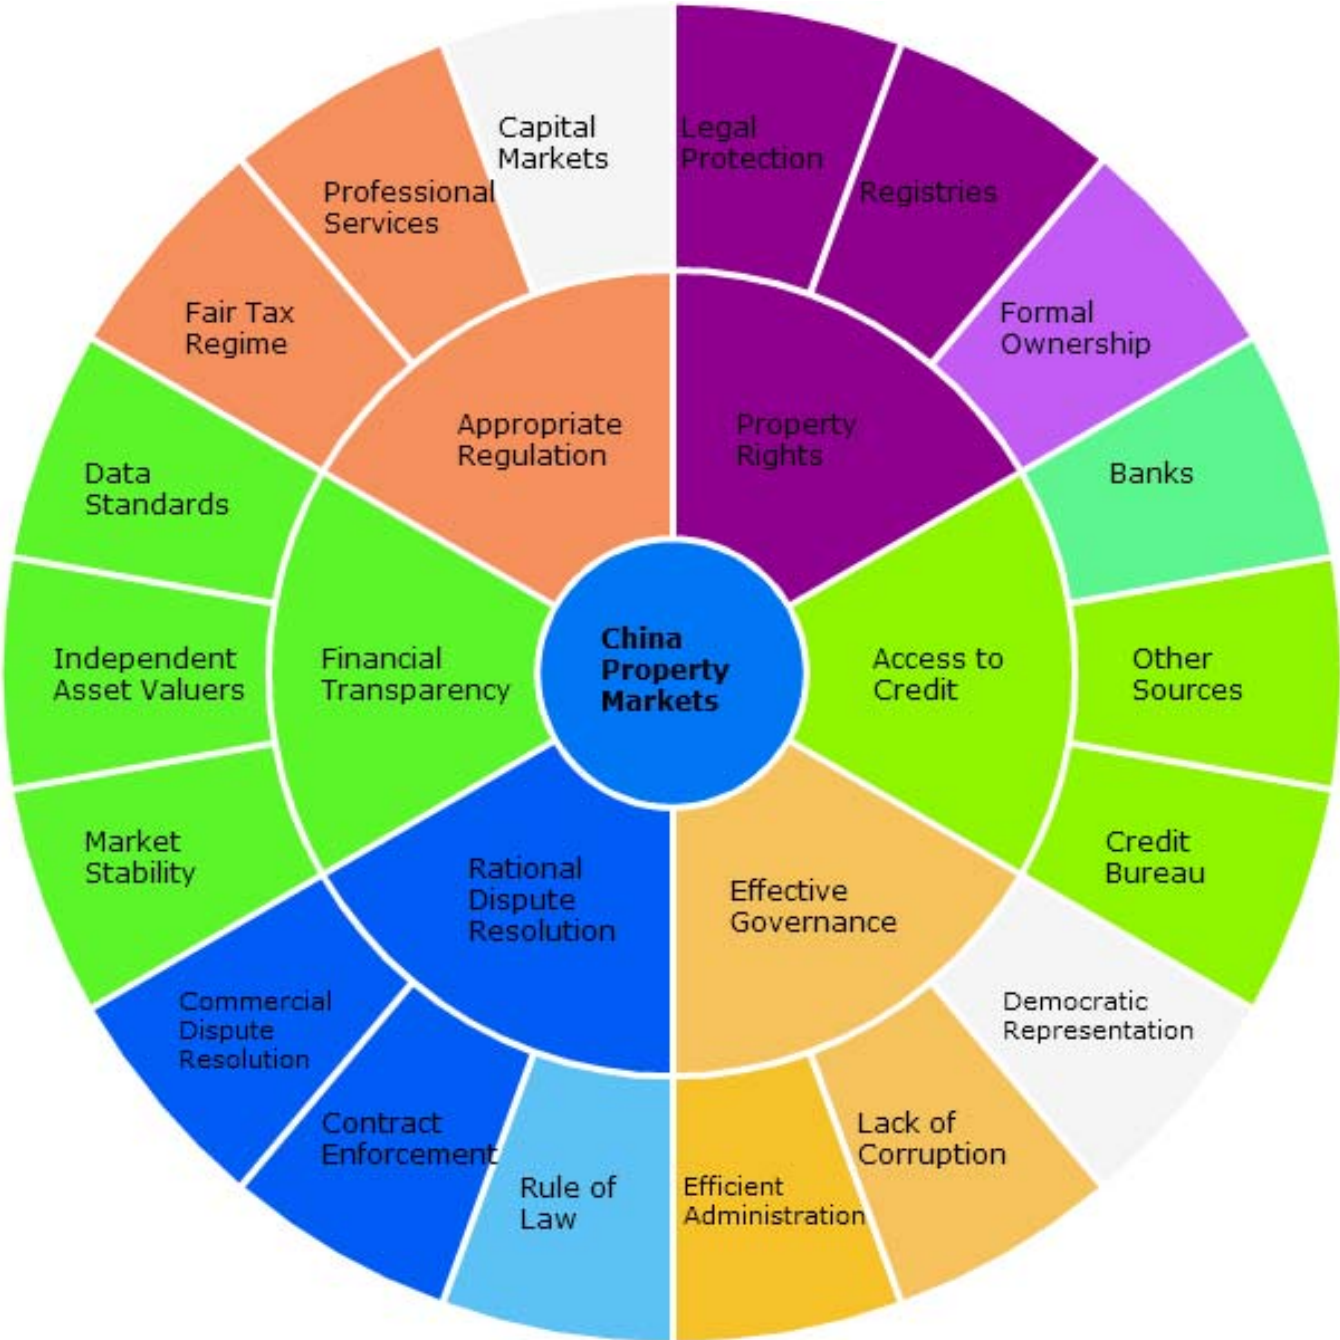 Capital
Markets
Legal
Protection
Professional
Services
Registries
Fair Tax
Regime
Formal
Ownership
Appropriate
Regulation
Property
Rights
Data
Standards
Banks
China
Property
Markets
Independent
Asset Valuers
Financial
Transparency
Access to
Credit
Other
Sources
Market
Stability
Rational
Dispute
Resolution
Effective
Governance
Credit
Bureau
Commercial
Dispute
Resolution
Democratic
Representation
Contract
Enforcement
Lack of
Corruption
Rule of
Law
Efficient
Administration